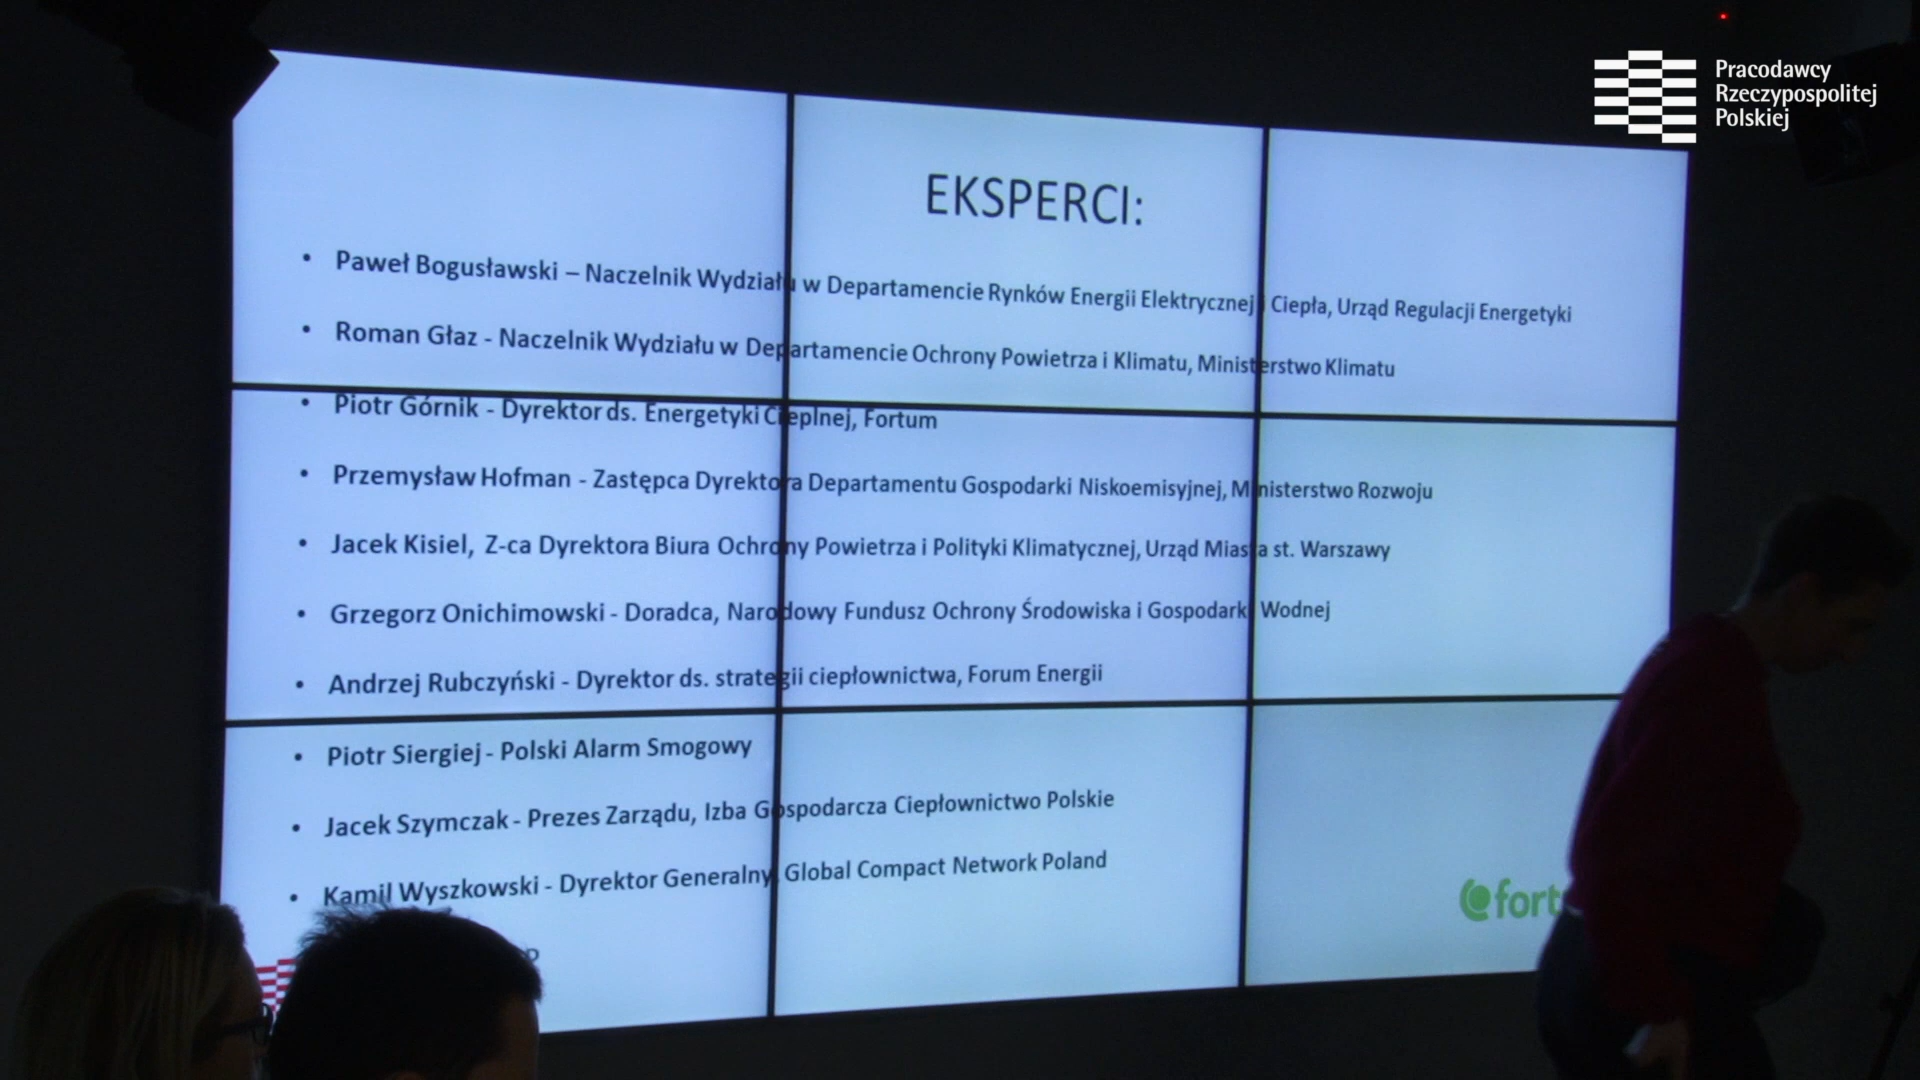 Pracodawcy
Rzeczypospolitej
Polskiej
EKSPERCI:
• Paweł Bogusławski – Naczelnik Wydziału w Departamencie Rynków Energii Elektrycznej i Ciepła, Urząd Regulacji Energetyki
• Roman Głaz - Naczelnik Wydziału w Departamencie Ochrony Powietrza i Klimatu, Ministerstwo Klimatu
• Piotr Górnik - Dyrektor ds. Energetyki Cieplnej, Fortum
• Przemysław Hofman - Zastępca Dyrektora Departamentu Gospodarki Niskoemisyjnej, Ministerstwo Rozwoju
• Jacek Kisiel, Z-ca Dyrektora Biura Ochrony Powietrza i Polityki Klimatycznej, Urząd Miasta st. Warszawy
• Grzegorz Onichimowski - Doradca, Narodowy Fundusz Ochrony Środowiska i Gospodarki Wodnej
• Andrzej Rubczyński - Dyrektor ds. strategii ciepłownictwa, Forum Energii
• Piotr Siergiej - Polski Alarm Smogowy
• Jacek Szymczak - Prezes Zarządu, Izba Gospodarcza Ciepłownictwo Polskie
• Kamil Wyszkowski - Dyrektor Generalny, Global Compact Network Poland